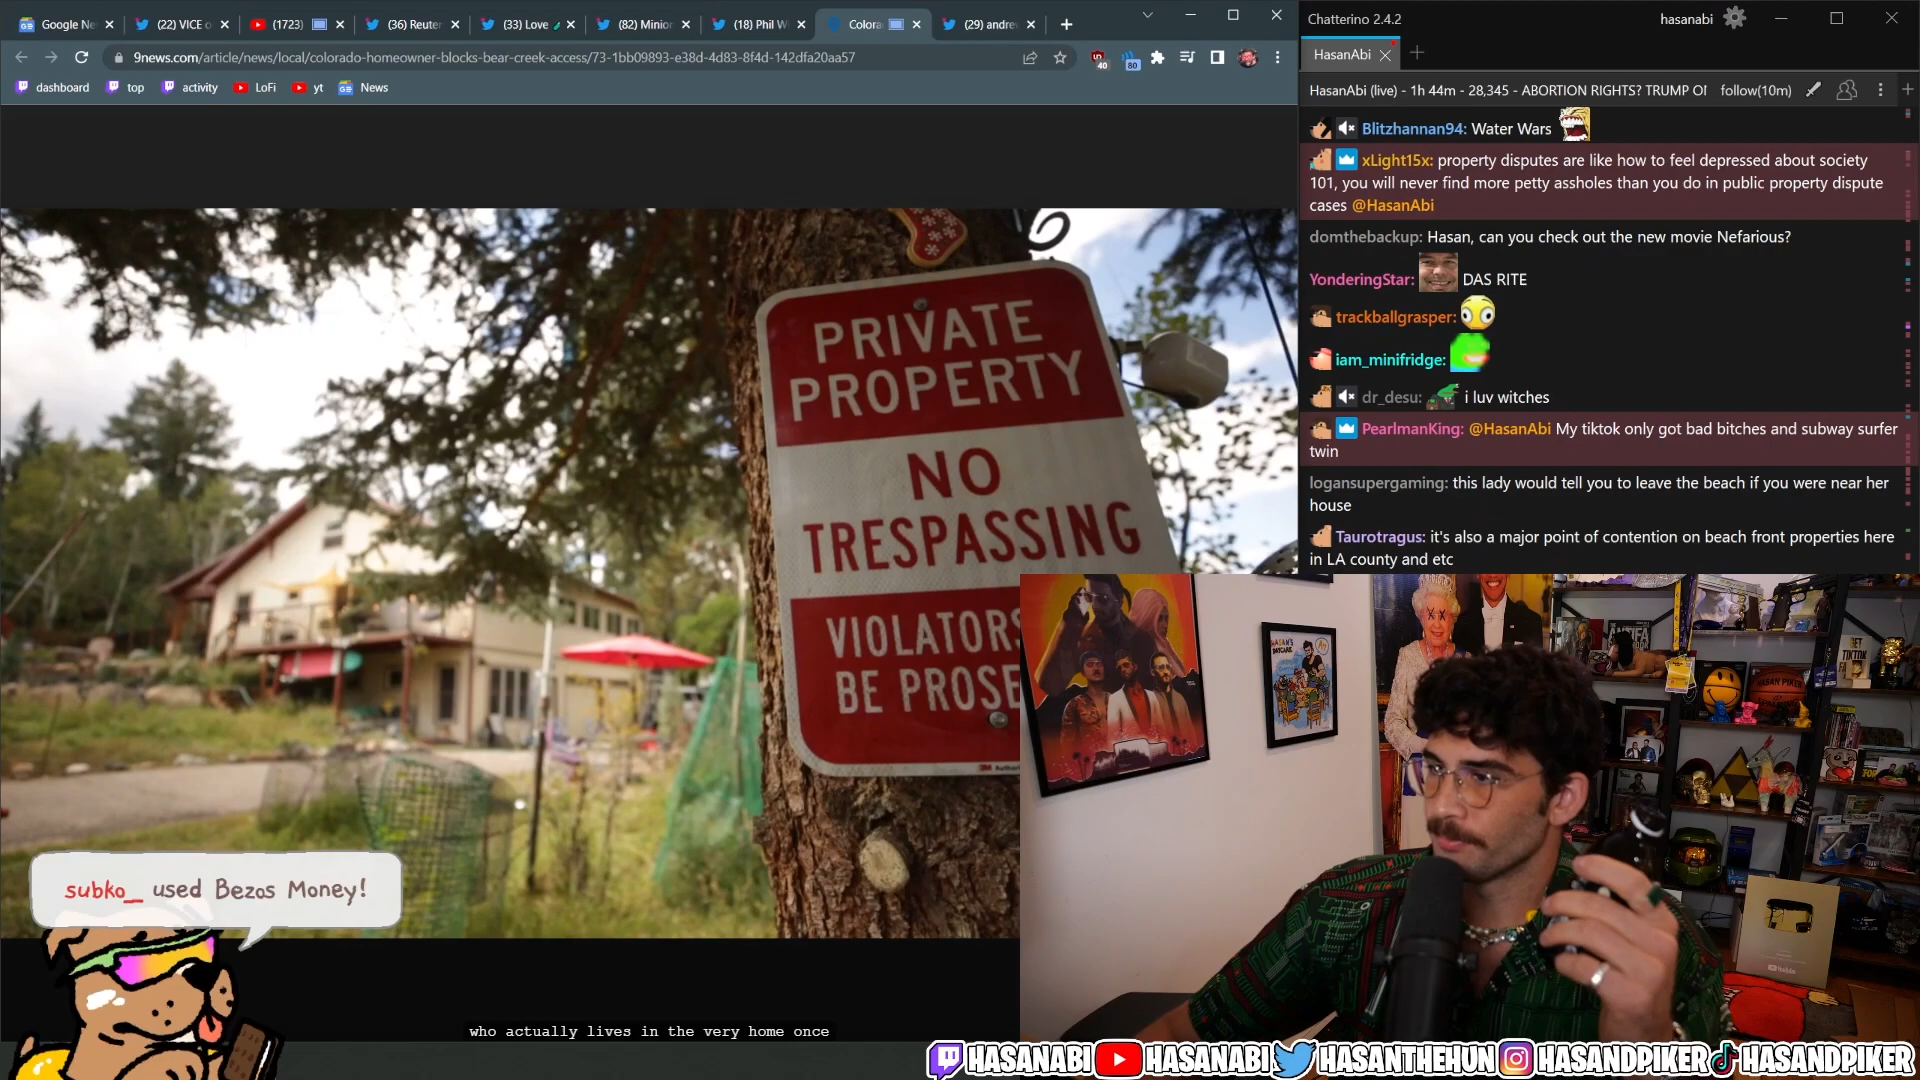 Google Ne
(22) VICE o
(1723)
(36) Reuter
(33) Love
(82) Minion
(18) Phil W
Colora
(29) andre
9news.com/article/news/local/colorado-homeowner-blocks-bear-creek-access/73-1bb09893-e38d-4d83-8f4d-142dfa20aa57
40
80
dashboard
top
activity
LoFi
yt
News
PRIVATE
PROPERTY
NO
TRESPASSING
VIOLATORS
BE PROSE
subko_ used Bezos Money!
who actually lives in the very home once
Chatterino 2.4.2
hasanabi
HasanAbi
HasanAbi (live) - 1h 44m - 28,345 - ABORTION RIGHTS? TRUMP O
follow(10m)
Blitzhannan94: Water Wars
xLight15x: property disputes are like how to feel depressed about society
101, you will never find more petty assholes than you do in public property dispute
cases @HasanAbi
domthebackup: Hasan, can you check out the new movie Nefarious?
YonderingStar: DAS RITE
trackballgrasper:
iam_minifridge:
dr_desu: i luv witches
PearlmanKing: @HasanAbi My tiktok only got bad bitches and subway surfer
twin
logansupergaming: this lady would tell you to leave the beach if you were near her
house
Taurotragus: it's also a major point of contention on beach front properties here
in LA county and etc
HASANABI
HASANABI
HASANTHEHUN
HASANDPIKER
HASANDPIKER